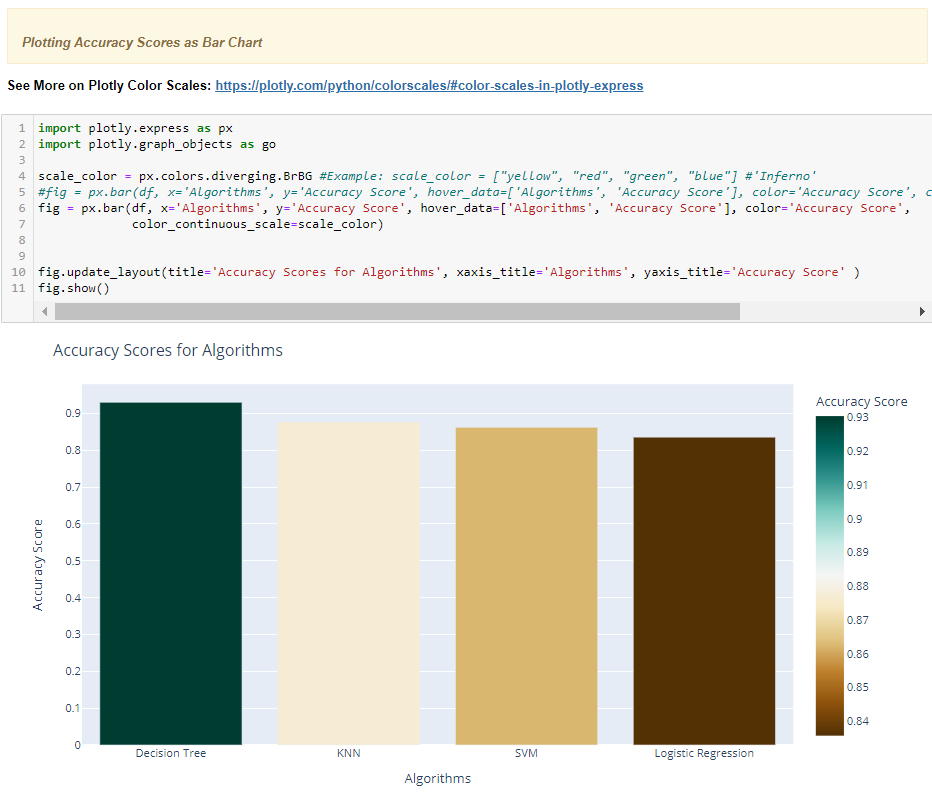 Plotting Accuracy Scores as Bar Chart
See More on Plotly Color Scales: https://plotly.com/python/colorscales/#color-scales-in-plotly-express
1 import plotly.express as px
2 import plotly.graph_objects as go
3
4 scale_color = px.colors.diverging.BrBG #Example: scale_color = ["yellow", "red", "green", "blue"] #'Inferno'
5 #fig = px.bar(df, x='Algorithms', y='Accuracy Score', hover_data=['Algorithms', 'Accuracy Score'], color='Accuracy Score', c
6 fig = px.bar(df, x='Algorithms', y='Accuracy Score', hover_data=['Algorithms', 'Accuracy Score'], color='Accuracy Score',
7 color_continuous_scale=scale_color)
8
9
10 fig.update_layout(title='Accuracy Scores for Algorithms', xaxis_title='Algorithms', yaxis_title='Accuracy Score' )
11 fig.show()
Accuracy Scores for Algorithms
Accuracy Score
0.9
0.8
0.7
0.6
0.5
0.4
0.3
0.2
0.1
0
Decision Tree
KNN
SVM
Logistic Regression
Algorithms
Accuracy Score
0.93
0.92
0.91
0.9
0.89
0.88
0.87
0.86
0.85
0.84